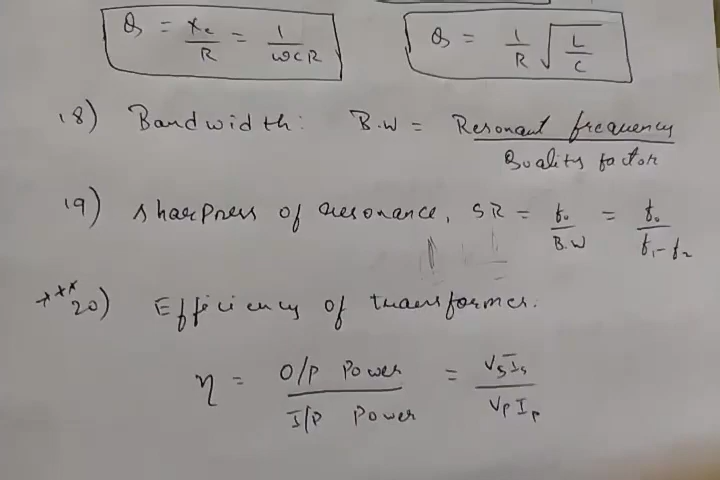 Q = Xc/R = 1/ωCR    Q = 1/R √L/C
18) Bandwidth: B.W = Resonant frequency / Quality factor
19) Sharpness of resonance, SR = f₀/B.W = f₀/f₁-f₂
***20) Efficiency of transformer.
η = O/P Power / I/P Power = VsIs/VpIp